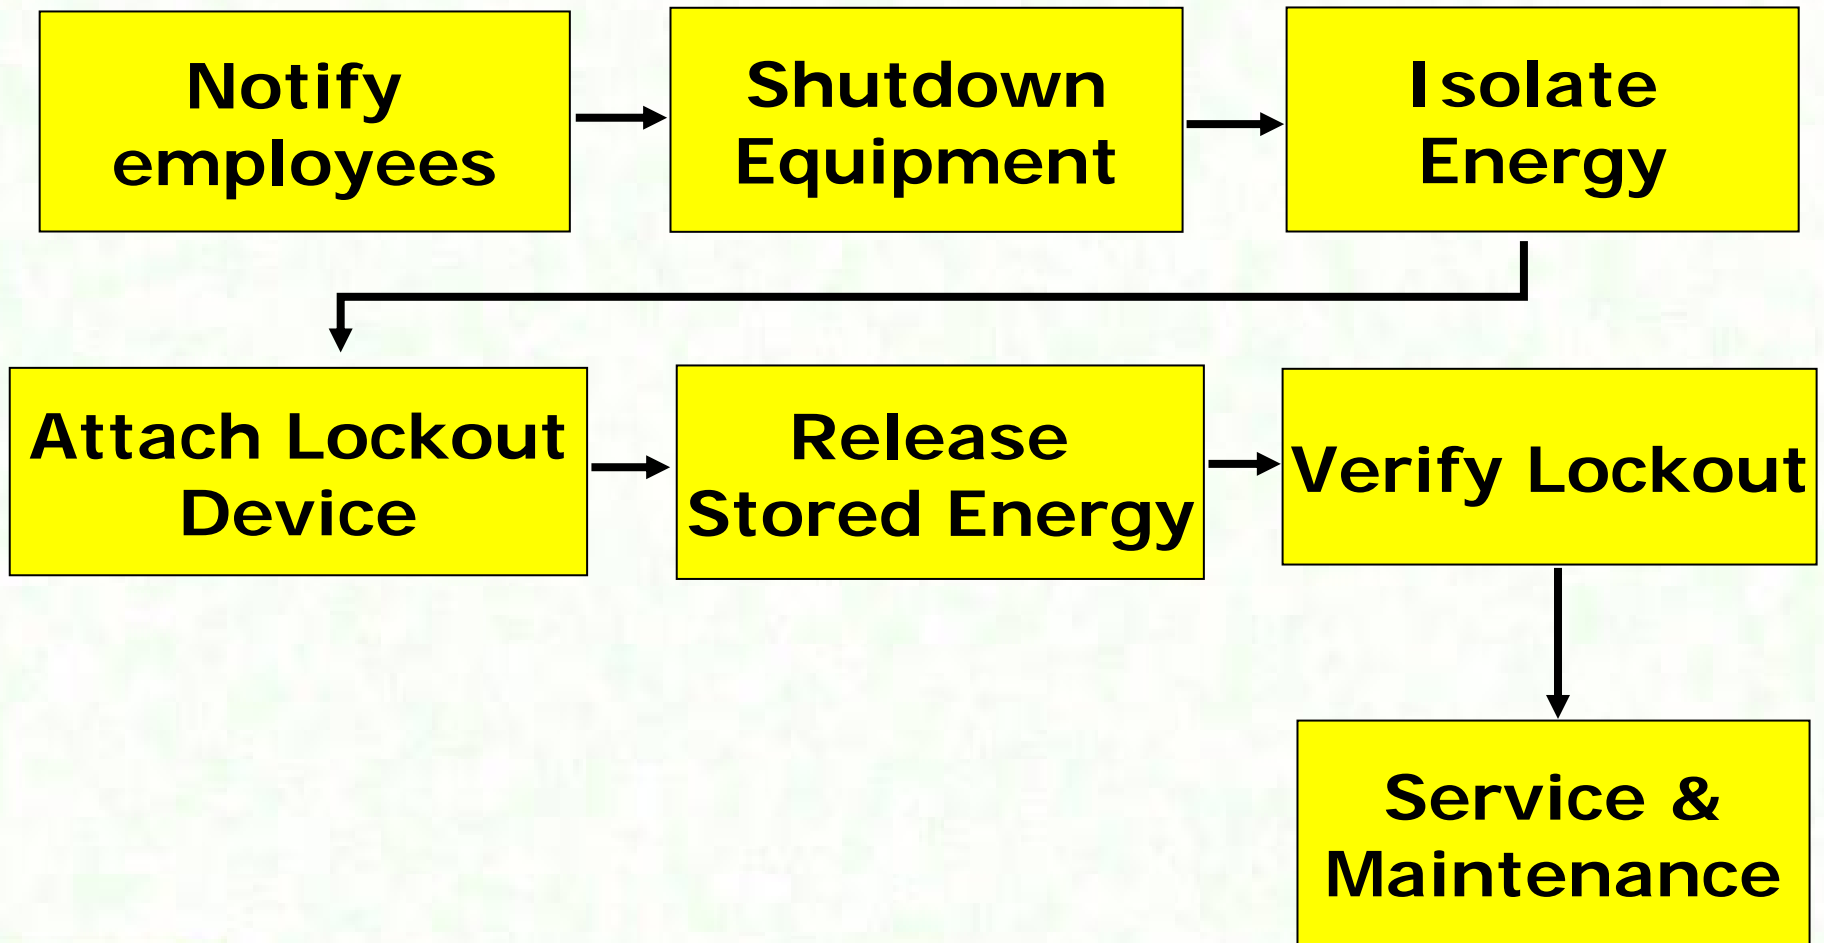 Notify
employees
Shutdown
Equipment
Isolate
Energy
Attach Lockout
Device
Release
Stored Energy
Verify Lockout
Service &
Maintenance